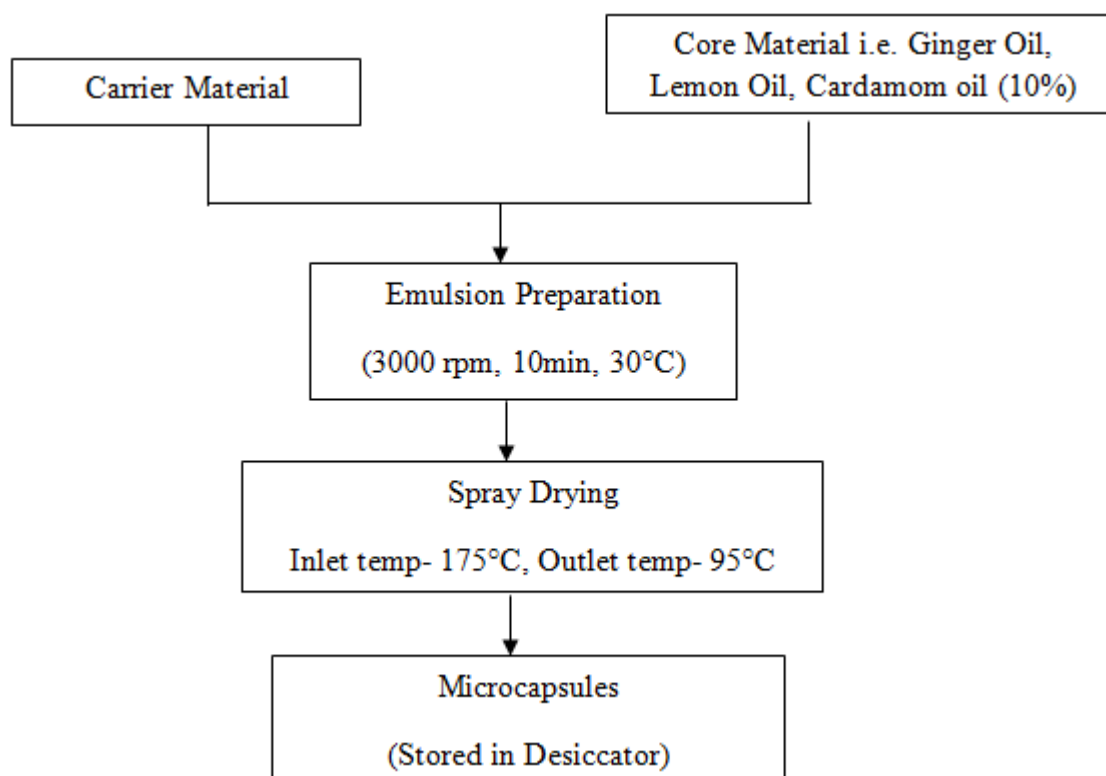 Carrier Material
Core Material i.e. Ginger Oil,
Lemon Oil, Cardamom oil (10%)
Emulsion Preparation
(3000 rpm, 10min, 30°C)
Spray Drying
Inlet temp- 175°C, Outlet temp- 95°C
Microcapsules
(Stored in Desiccator)